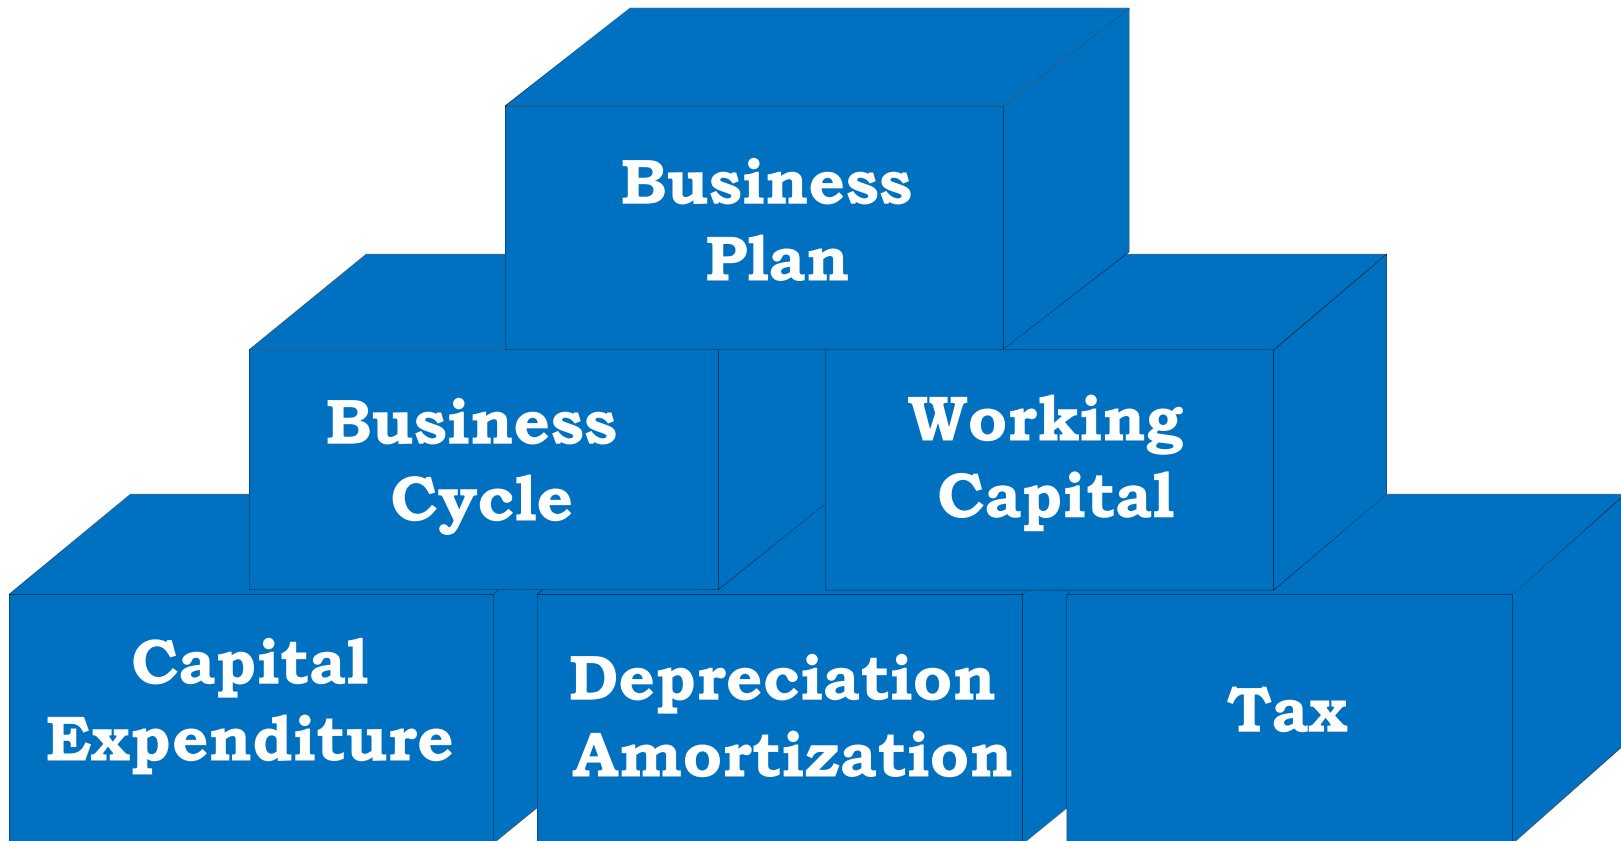 Business
Plan
Business
Cycle
Working
Capital
Capital
Expenditure
Depreciation
Amortization
Tax